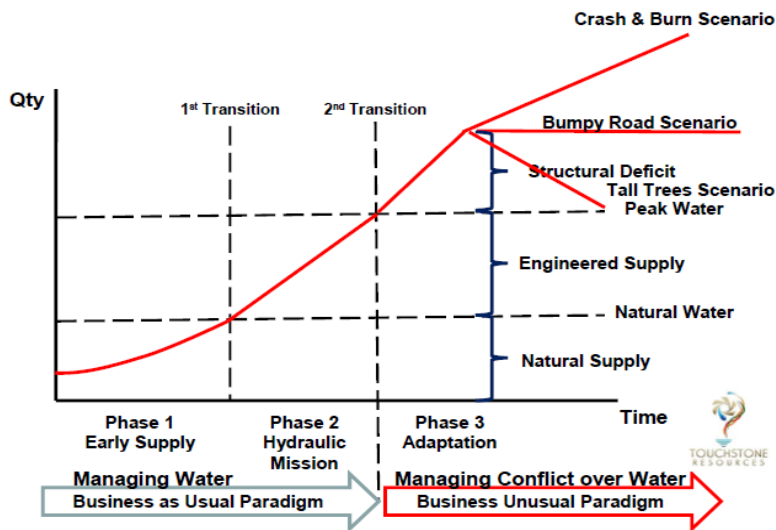 Crash & Burn Scenario
Qty
1st Transition
2nd Transition
Bumpy Road Scenario
Structural Deficit
Tall Trees Scenario
Peak Water
Engineered Supply
Natural Water
Natural Supply
Time
Phase 1
Early Supply
Phase 2
Hydraulic
Mission
Phase 3
Adaptation
TOUCHSTONE
RESOURCES
Managing Water
Business as Usual Paradigm
Managing Conflict over Water
Business Unusual Paradigm